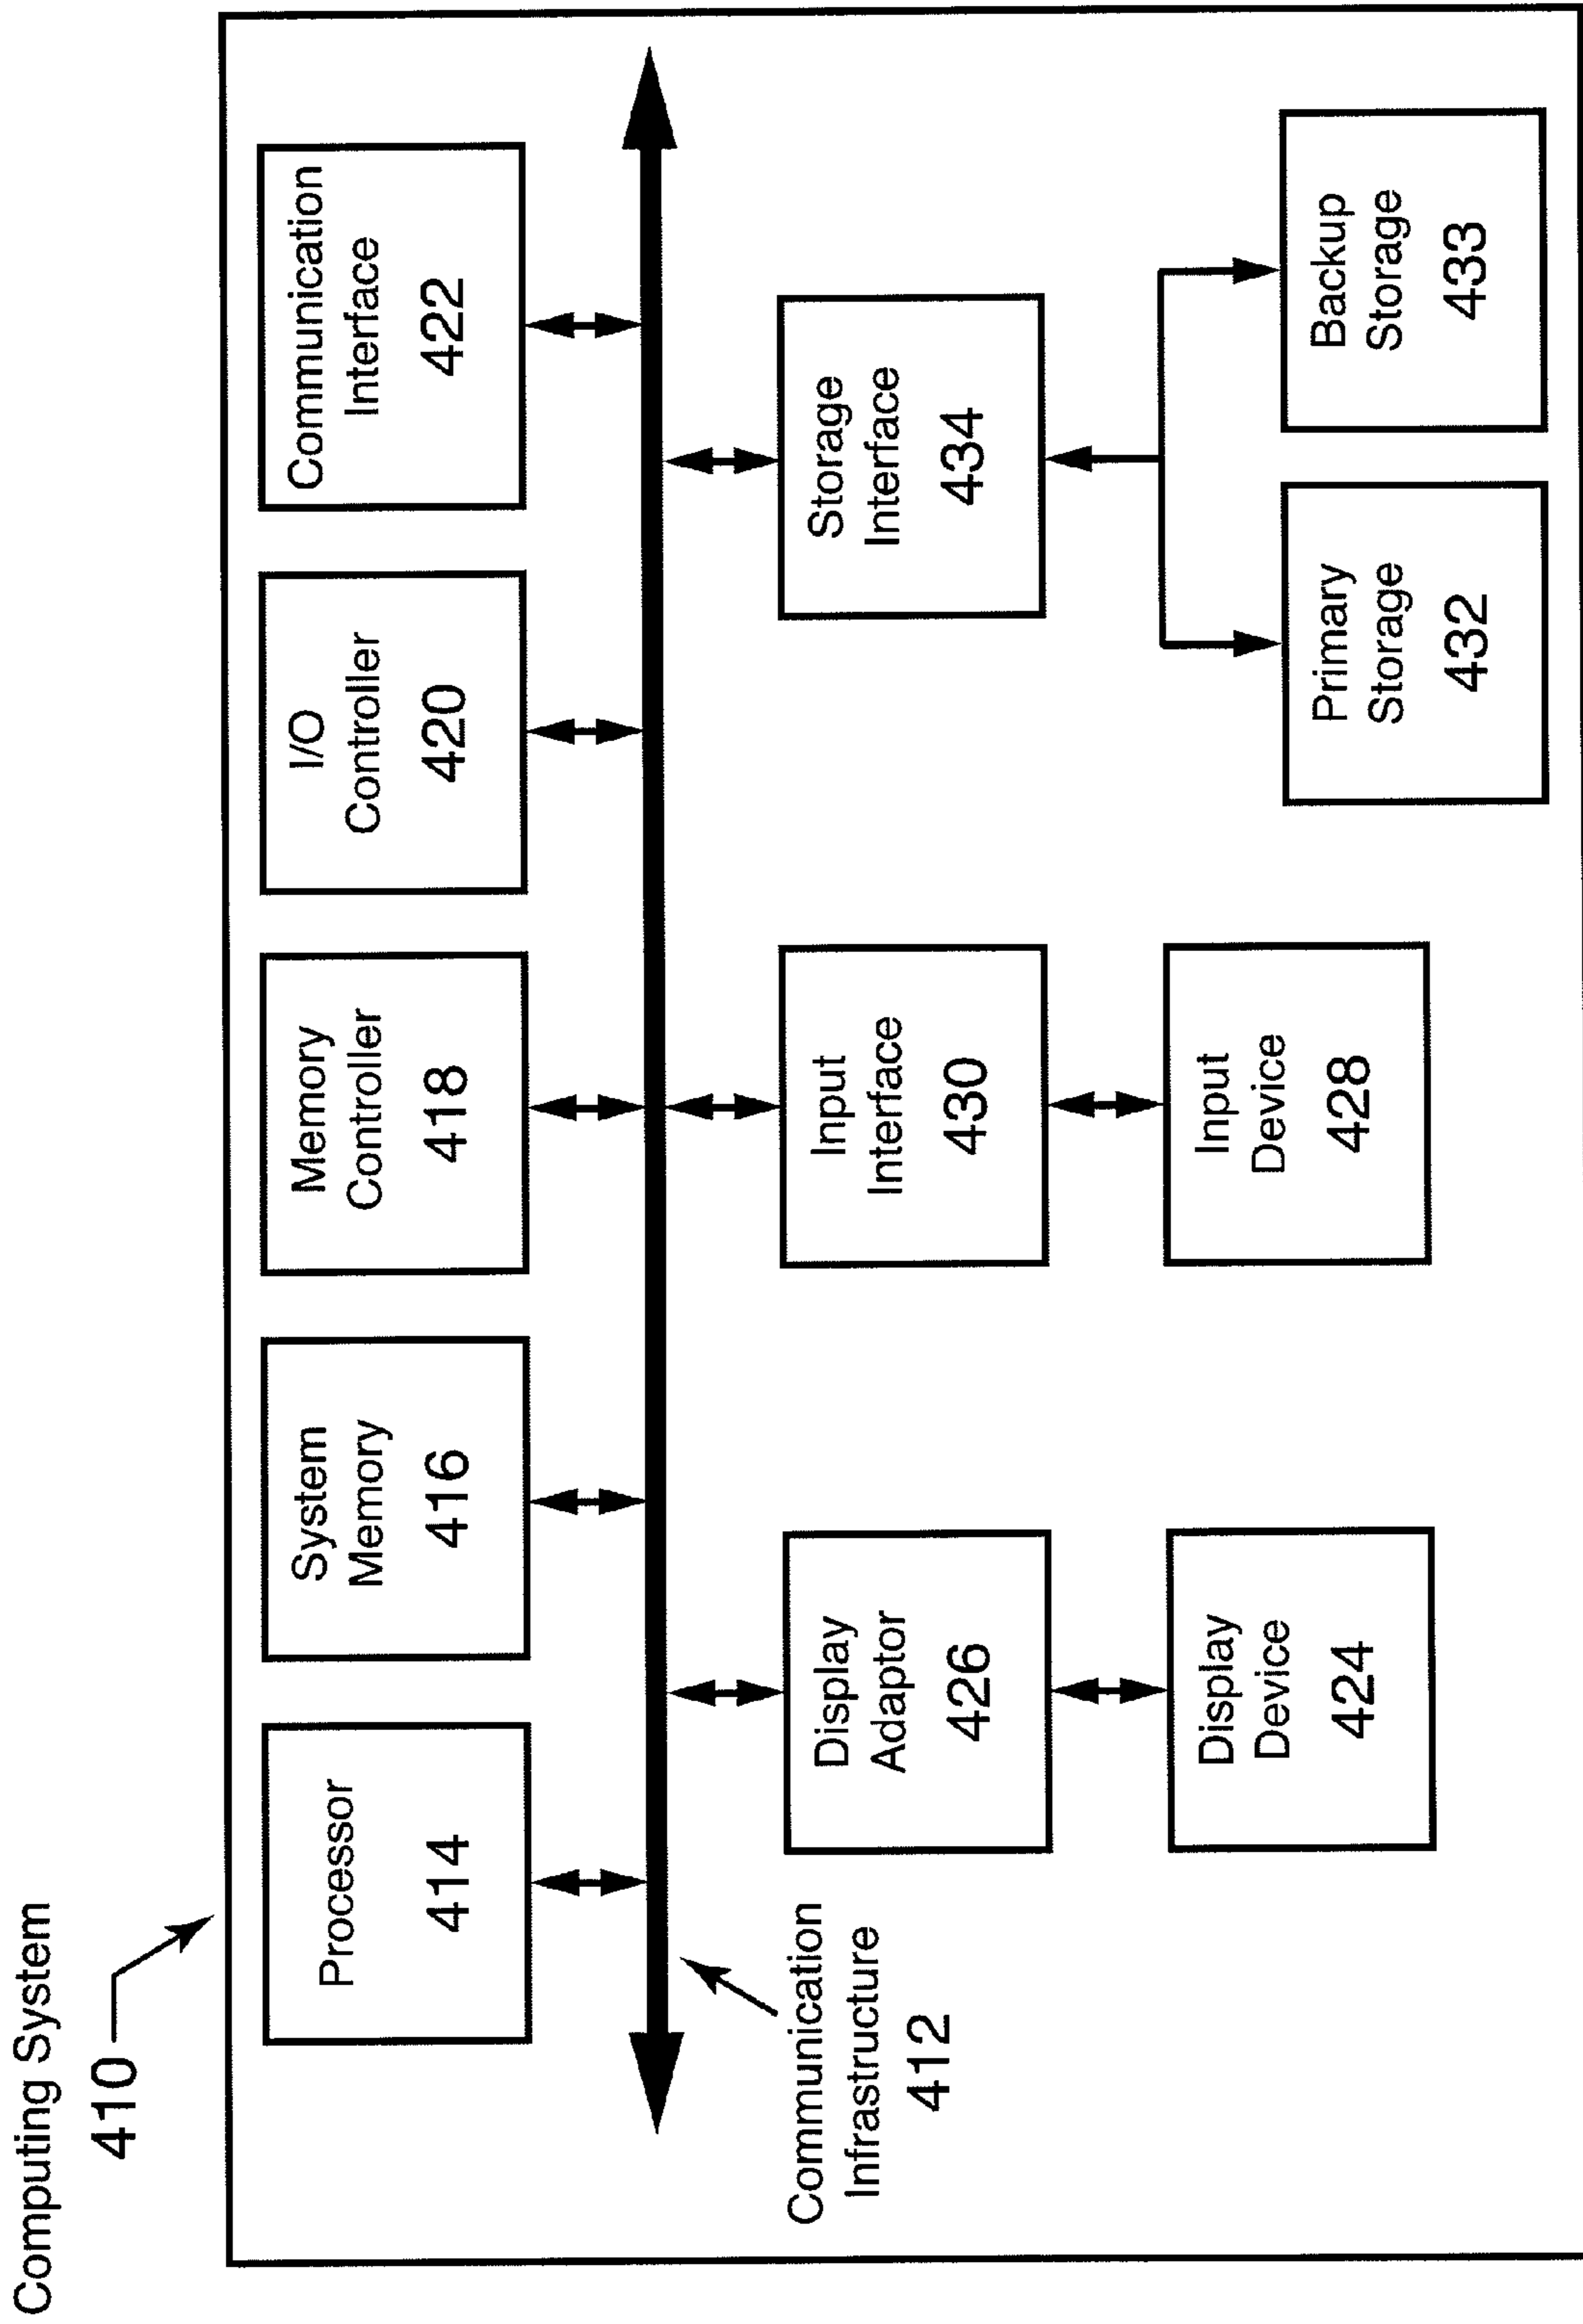 Computing System
410
Processor
414
System
Memory
416
Memory
Controller
418
I/O
Controller
420
Communication
Interface
422
Communication
Infrastructure
412
Display
Adaptor
426
Input
Interface
430
Storage
Interface
434
Display
Device
424
Input
Device
428
Primary
Storage
432
Backup
Storage
433